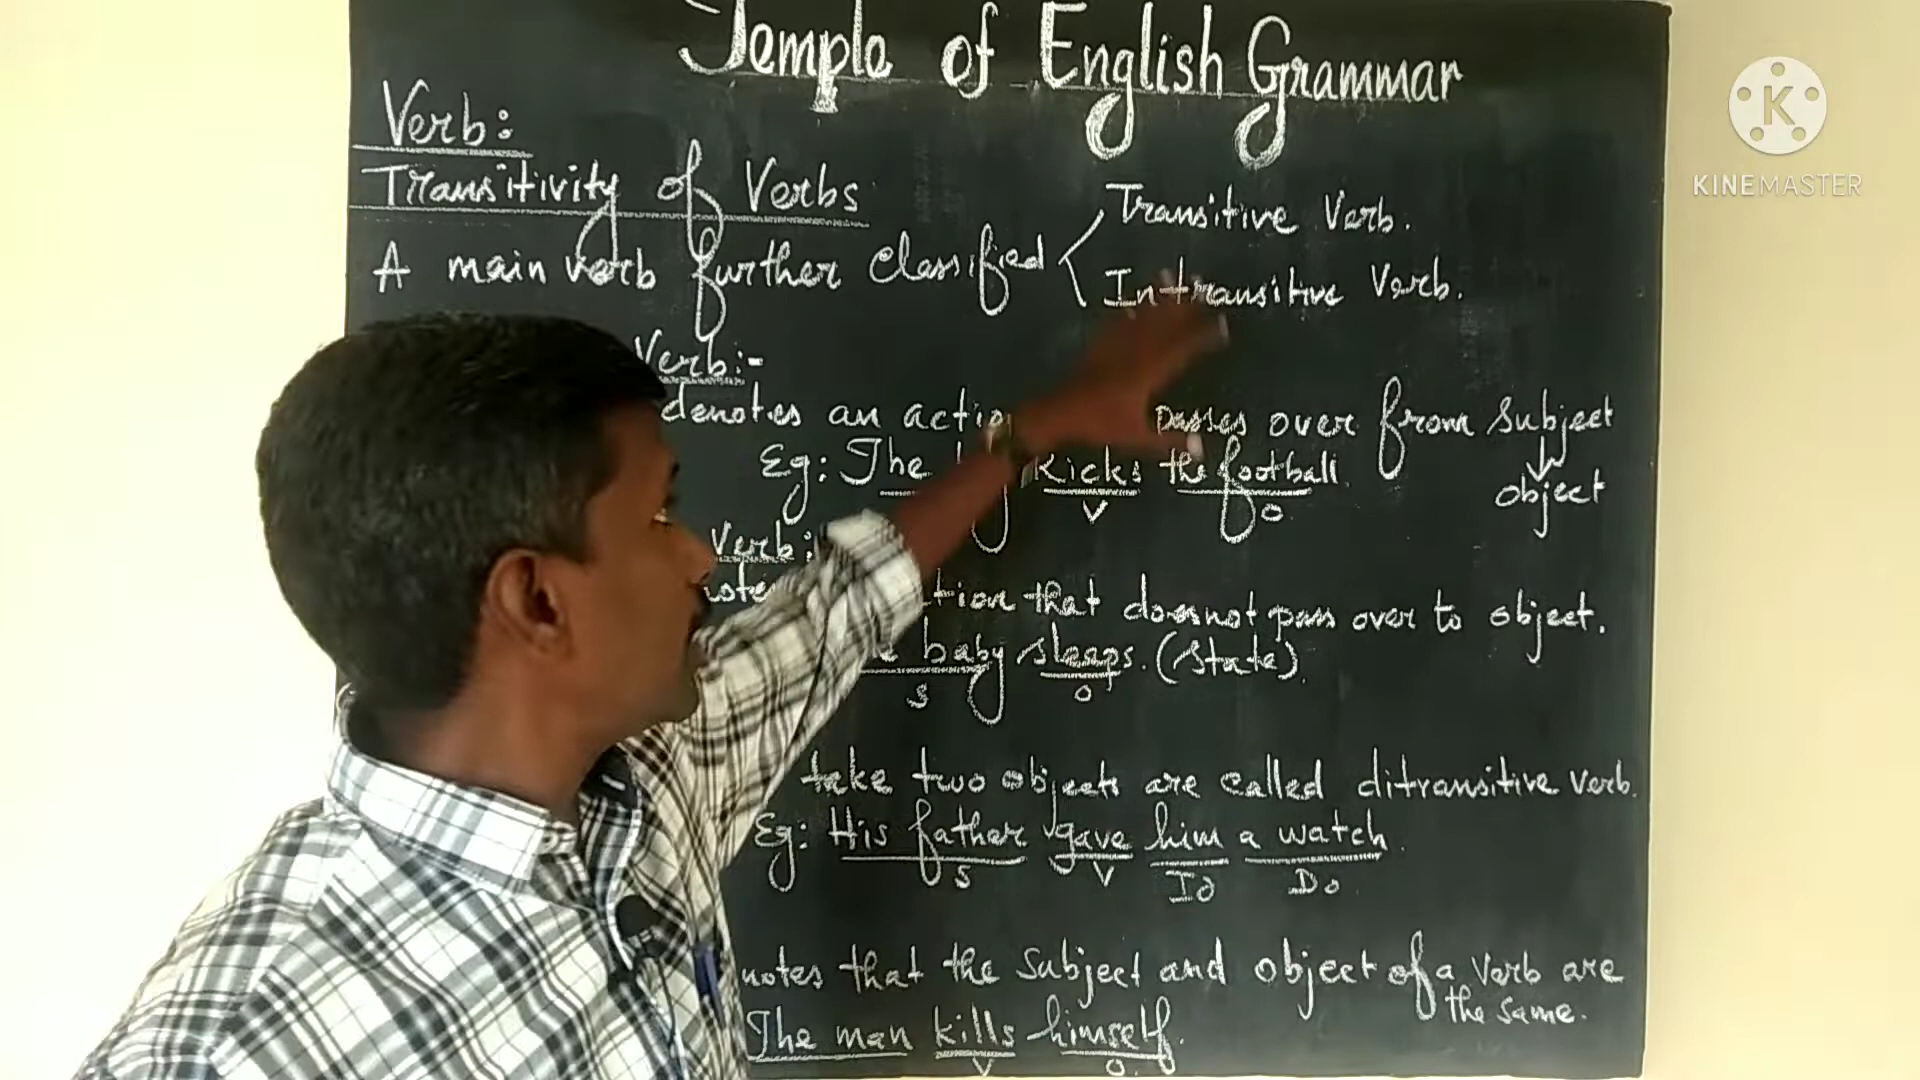 Temple of English Grammar
Verb:
Transitivity of Verbs
A main verb further classified
Transitive Verb.
Intransitive Verb.
Verb:-
denotes an passes over from subject
object
Eg: The kicks the football.
V O
Verb:
that doesnot pass over to object.
baby sleeps. (State)
S O
take two objects are called ditransitive verb.
Eg: His father gave him a watch.
S V IO DO
that the subject and object of a verb are
the same.
The man kills himself.
V O
KINEMASTER